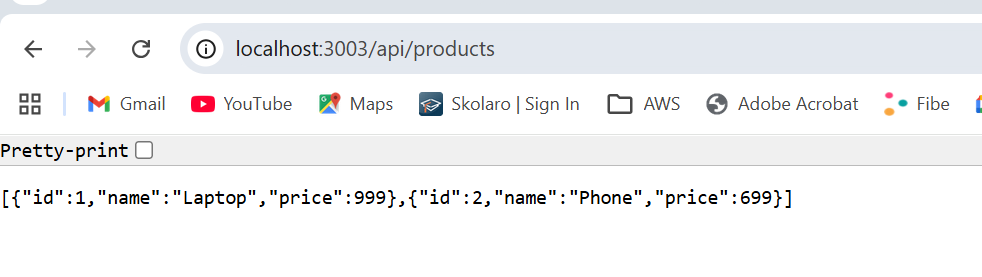 localhost:3003/api/products
Gmail YouTube Maps Skolaro | Sign In AWS Adobe Acrobat Fibe
Pretty-print
[{"id":1,"name":"Laptop","price":999},{"id":2,"name":"Phone","price":699}]